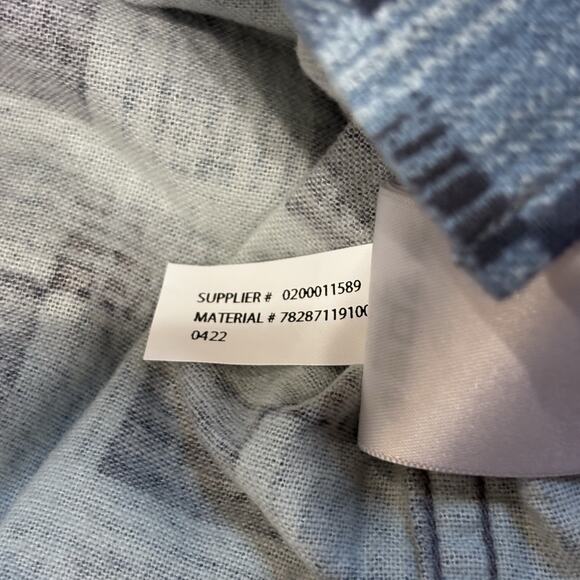 SUPPLIER # 0200011589
MATERIAL # 78287119100
0422